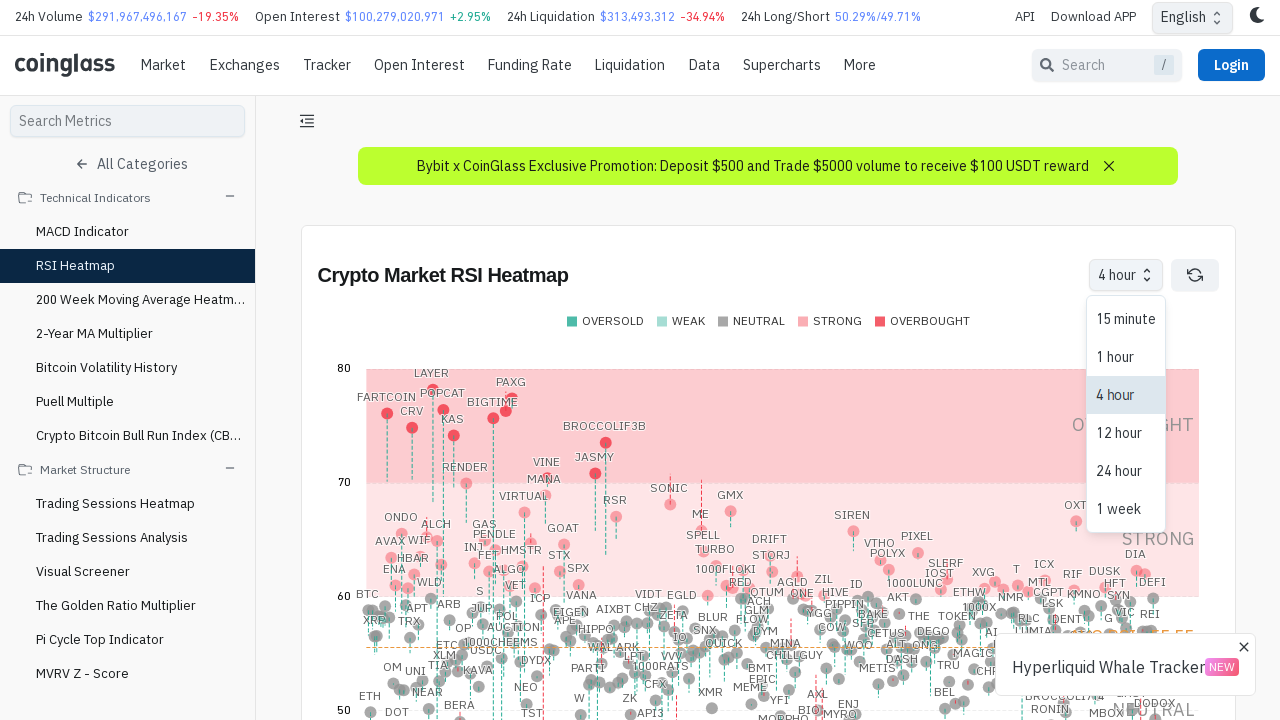 24h Volume $291,967,496,167 -19.35% Open Interest $100,279,020,971 +2.95% 24h Liquidation $313,493,312 -34.94% 24h Long/Short 50.29%/49.71% API Download APP English
coinglass Market Exchanges Tracker Open Interest Funding Rate Liquidation Data Supercharts More Search / Login
Search Metrics
All Categories
Technical Indicators
MACD Indicator
RSI Heatmap
200 Week Moving Average Heatm...
2-Year MA Multiplier
Bitcoin Volatility History
Puell Multiple
Crypto Bitcoin Bull Run Index (CB...
Market Structure
Trading Sessions Heatmap
Trading Sessions Analysis
Visual Screener
The Golden Ratio Multiplier
Pi Cycle Top Indicator
MVRV Z - Score
Bybit x CoinGlass Exclusive Promotion: Deposit $500 and Trade $5000 volume to receive $100 USDT reward
Crypto Market RSI Heatmap
4 hour
15 minute
1 hour
4 hour
12 hour
24 hour
1 week
OVERSOLD WEAK NEUTRAL STRONG OVERBOUGHT
80
LAYER
PAXG
FARTCOIN POPCAT
CRV BIGTIME
KAS
BROCCOLIF3B
JASMY
RENDER VINE
MANA
70
VIRTUAL RSR SONIC GMX
ONDO ALCH ME SIREN OXT
GAS GOAT
AVAX WIF PENDLE SPELL DRIFT VTHO PIXEL
STRONG
INJ HMSTR TURBO POLYX
HBAR FET STX STORJ DIA
ENA ALGO SPX 1000FLOKI SLERF ICX
WLD VET RED AGLD ZIL IOST XVG T RIF DUSK
60
BTC S TCP VANA VIDT EGLD OTUM ONE HIVE ID 1000LUNC ETHW MTL HFT DEFI
APT ARB JUP AIXBT CHZ GLM PIPPIN AKT NMR CGPT KMNO SYN
XRP TRX POL EIGEN ZETA BLUR FLOW YGG BAKE THE TOKEN 1000X LSK VIC REI
OP AUCTION APE HIPPO SNX GYM COW SFP DEGO RLC DENT G
ETC 1000CHEEMS IO QUICK MINA WOO CETUS AI LUMIA
XLM USDC WAL ARK LPT VVV CHILLGUY ALT ONG
OM TIA DYDX PARTI 1000RATS BMT METIS DASH TRU MAGIC
UNI KAVA CFX EPIC
ETH NEAR NEO W ZK XMR MEME AXL BEL
BERA YFI ENJ
50
DOT TST API3 MORPHO BIO MYRO RONIN MBOX DODOX
NEUTRAL
Hyperliquid Whale Tracker NEW